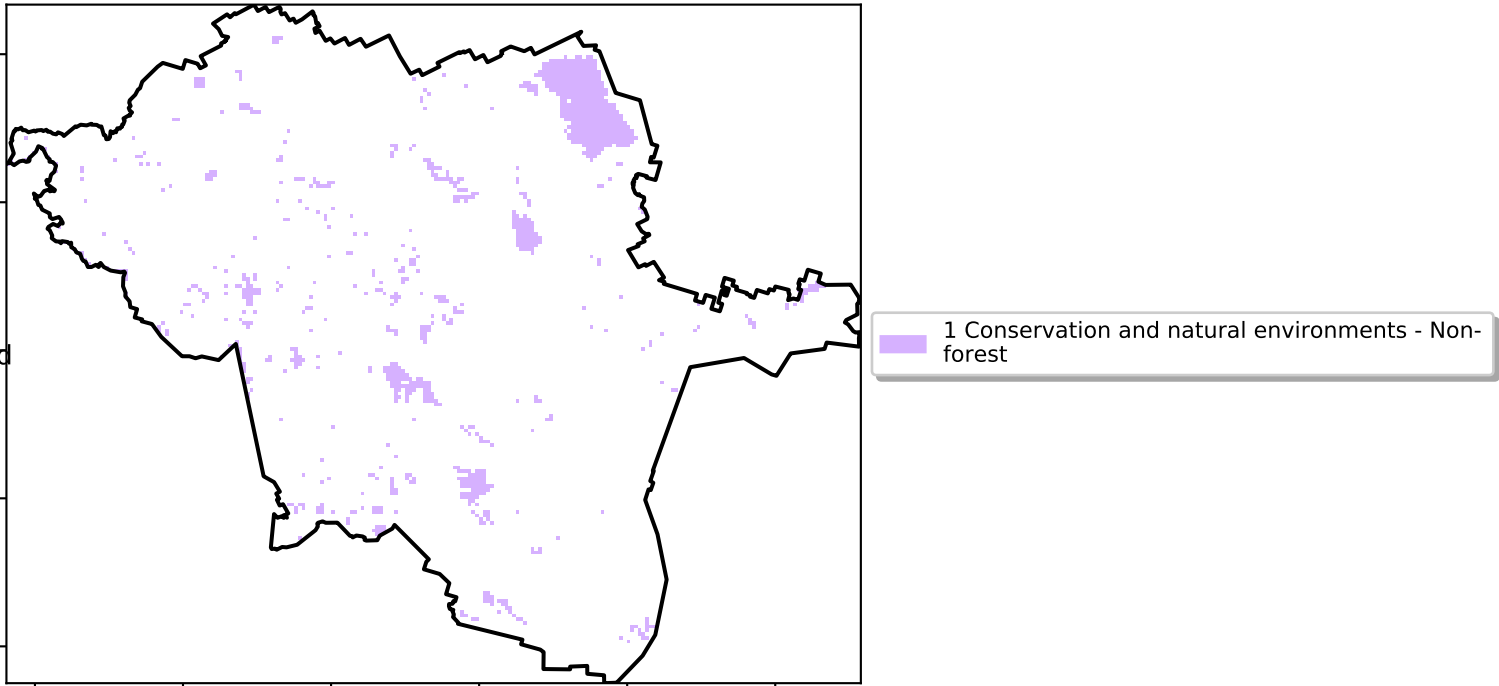 1 Conservation and natural environments - Non-
forest